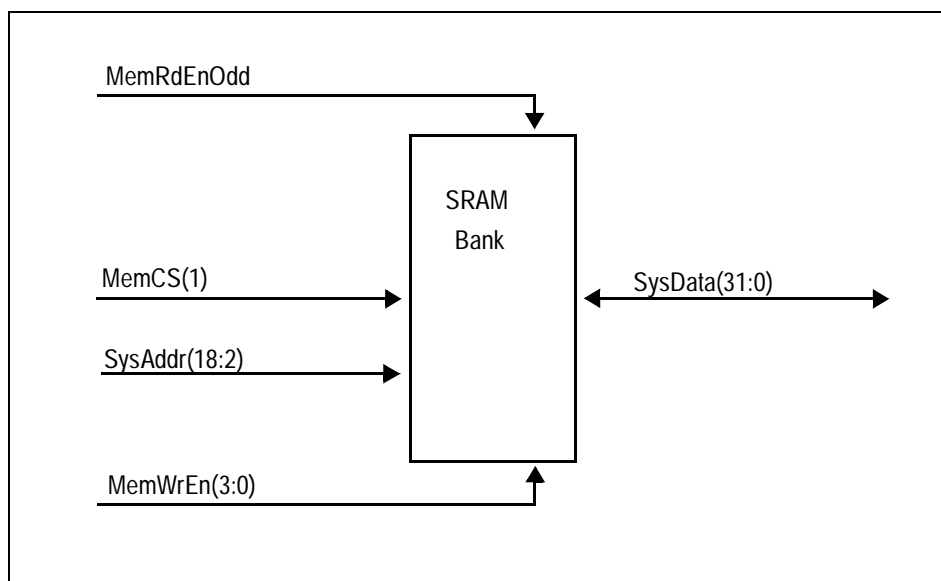 MemRdEnOdd
SRAM
Bank
MemCS(1)
SysData(31:0)
SysAddr(18:2)
MemWrEn(3:0)